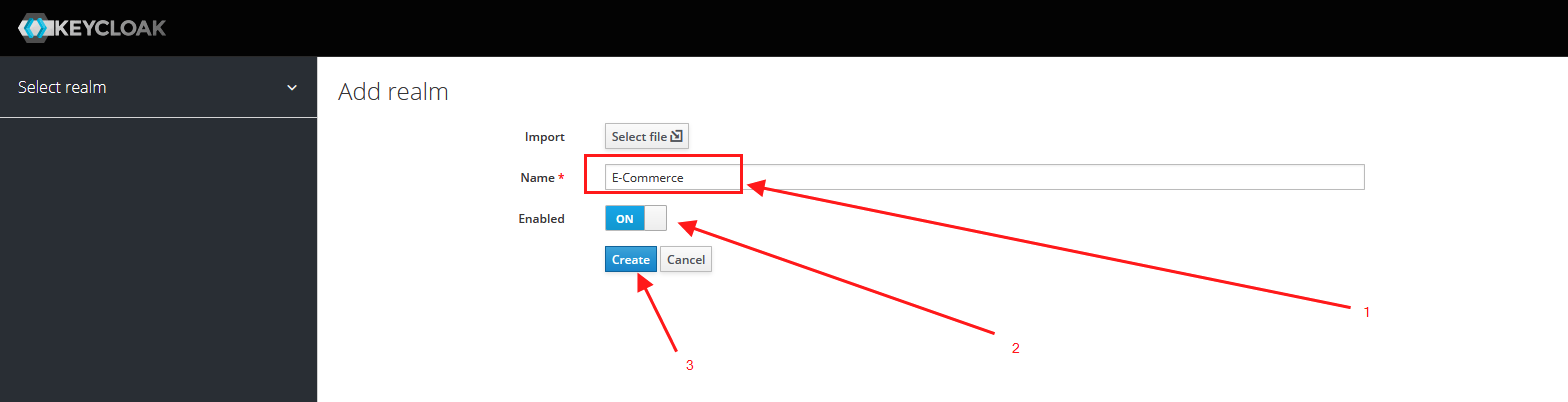 KEYCLOAK
Select realm
Add realm
Import Select file
Name * E-Commerce
Enabled ON
Create Cancel
1
2
3